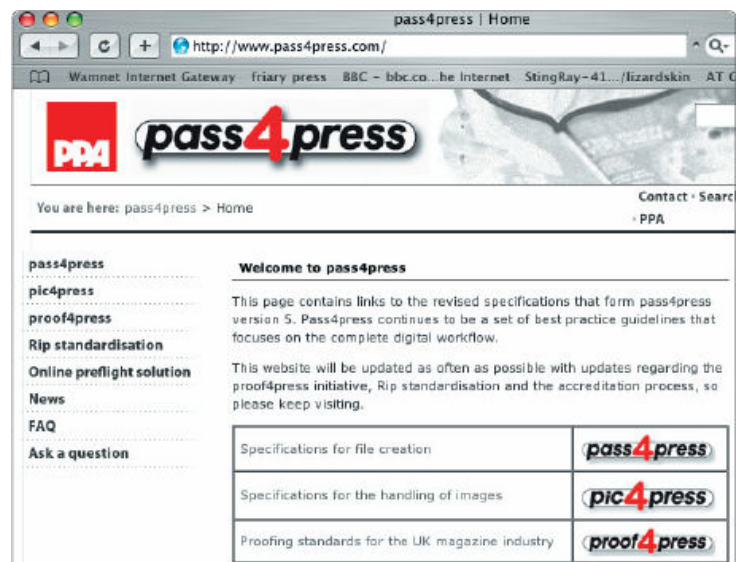 pass4press | Home
http://www.pass4press.com/
Q-
Wamnet Internet Gateway friary press BBC – bbc.co...he Internet StingRay-41.../lizardskin AT
PPA
pass4press
You are here: pass4press > Home
Contact · Searc
· PPA
pass4press
pic4press
proof4press
Rip standardisation
Online preflight solution
News
FAQ
Ask a question
Welcome to pass4press
This page contains links to the revised specifications that form pass4press
version 5. Pass4press continues to be a set of best practice guidelines that
focuses on the complete digital workflow.
This website will be updated as often as possible with updates regarding the
proof4press initiative, Rip standardisation and the accreditation process, so
please keep visiting.
Specifications for file creation
pass4press
Specifications for the handling of images
pic4press
Proofing standards for the UK magazine industry
proof4press